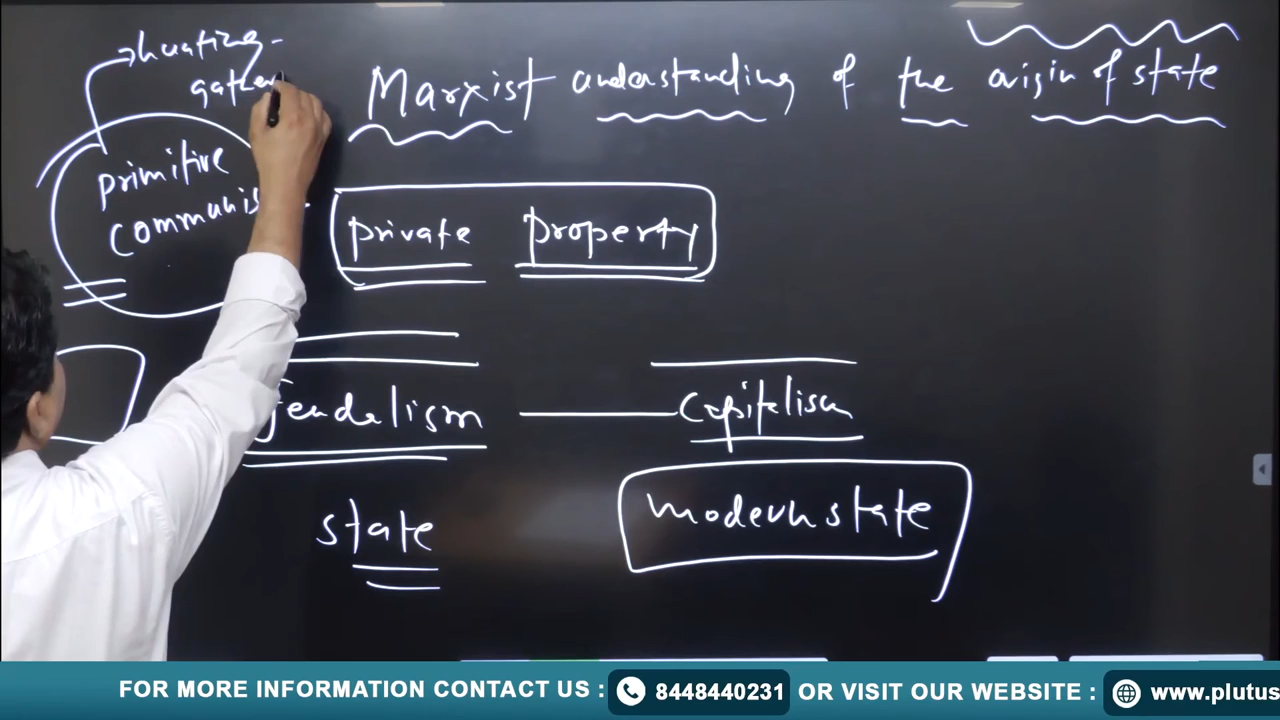 hunting-
gather
Marxist understanding of the origin of state
primitive
communis
private property
feudalism
capitalism
state
modern state
FOR MORE INFORMATION CONTACT US : 8448440231 OR VISIT OUR WEBSITE : www.plutus